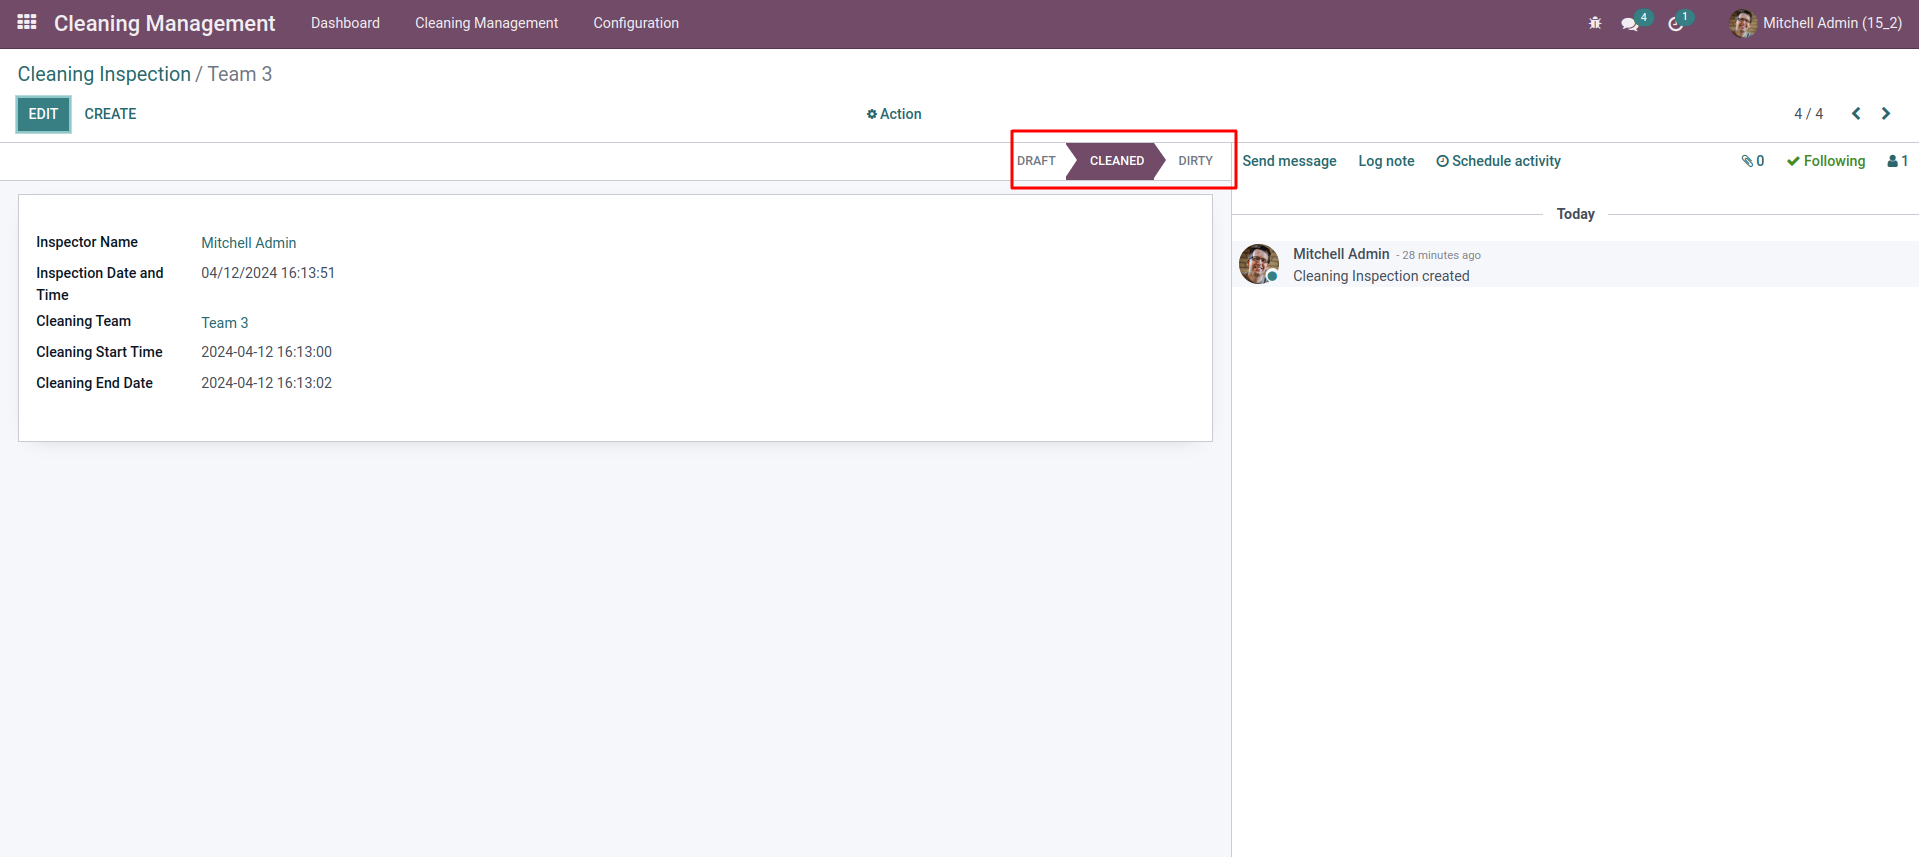 Cleaning Management Dashboard Cleaning Management Configuration 4 1 Mitchell Admin (15_2)
Cleaning Inspection / Team 3
EDIT CREATE Action 4 / 4
DRAFT CLEANED DIRTY Send message Log note Schedule activity 0 Following 1
Today
Inspector Name Mitchell Admin
Inspection Date and Time 04/12/2024 16:13:51
Cleaning Team Team 3
Cleaning Start Time 2024-04-12 16:13:00
Cleaning End Date 2024-04-12 16:13:02
Mitchell Admin - 28 minutes ago
Cleaning Inspection created